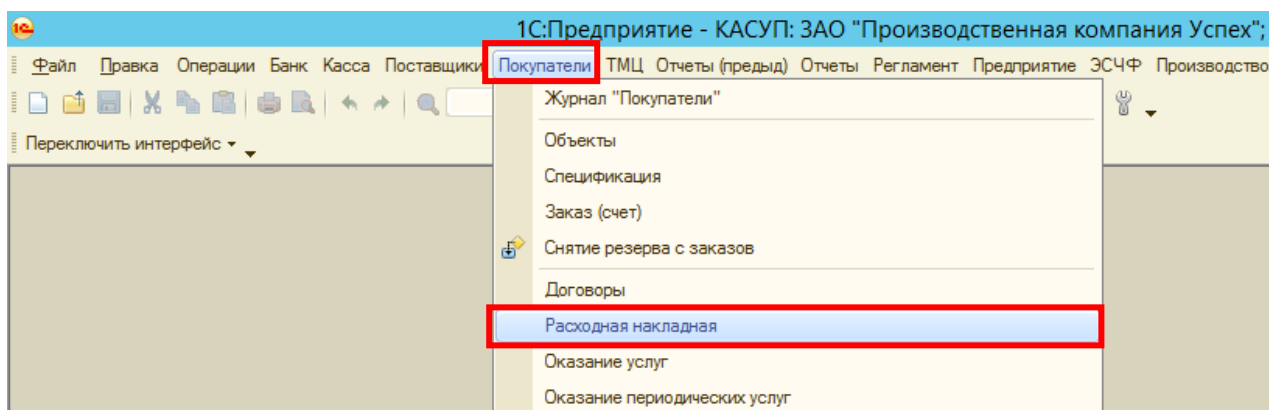 1С:Предприятие - КАСУП: ЗАО "Производственная компания Успех";
Файл Правка Операции Банк Касса Поставщики Покупатели ТМЦ Отчеты (предыд) Отчеты Регламент Предприятие ЭСЧФ Производство
Журнал "Покупатели"
Переключить интерфейс
Объекты
Спецификация
Заказ (счет)
Снятие резерва с заказов
Договоры
Расходная накладная
Оказание услуг
Оказание периодических услуг